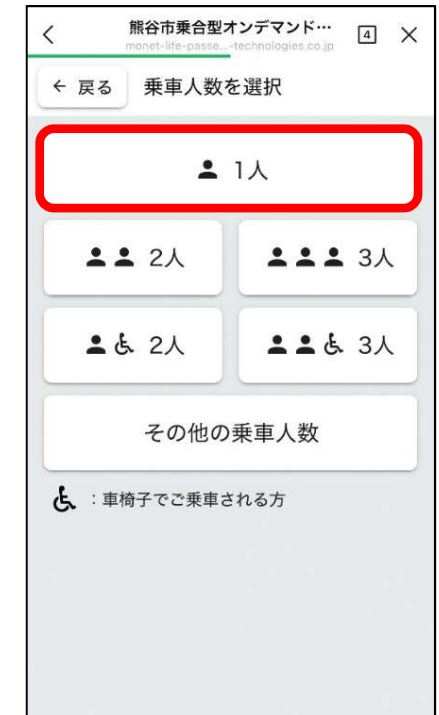 熊谷市乗合型オンデマンド…
monet-life-passe...-technologies.co.jp
4
← 戻る 乗車人数を選択
1人
2人 3人
2人 3人
その他の乗車人数
：車椅子でご乗車される方